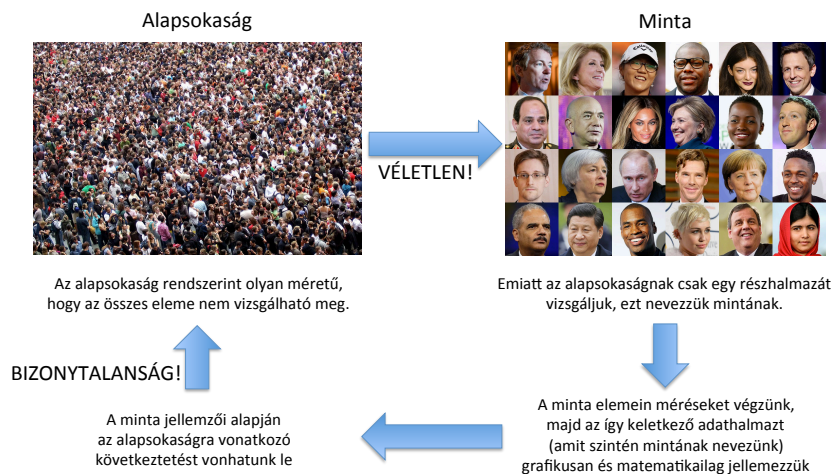 Alapsokaság
Minta
VÉLETLEN!
Az alapsokaság rendszerint olyan méretű,
hogy az összes eleme nem vizsgálható meg.
Emiatt az alapsokaságnak csak egy részhalmazát
vizsgáljuk, ezt nevezzük mintának.
A minta elemein méréseket végzünk,
majd az így keletkező adathalmazt
(amit szintén mintának nevezünk)
grafikusan és matematikailag jellemezzük
A minta jellemzői alapján
az alapsokaságra vonatkozó
következtetést vonhatunk le
BIZONYTALANSÁG!